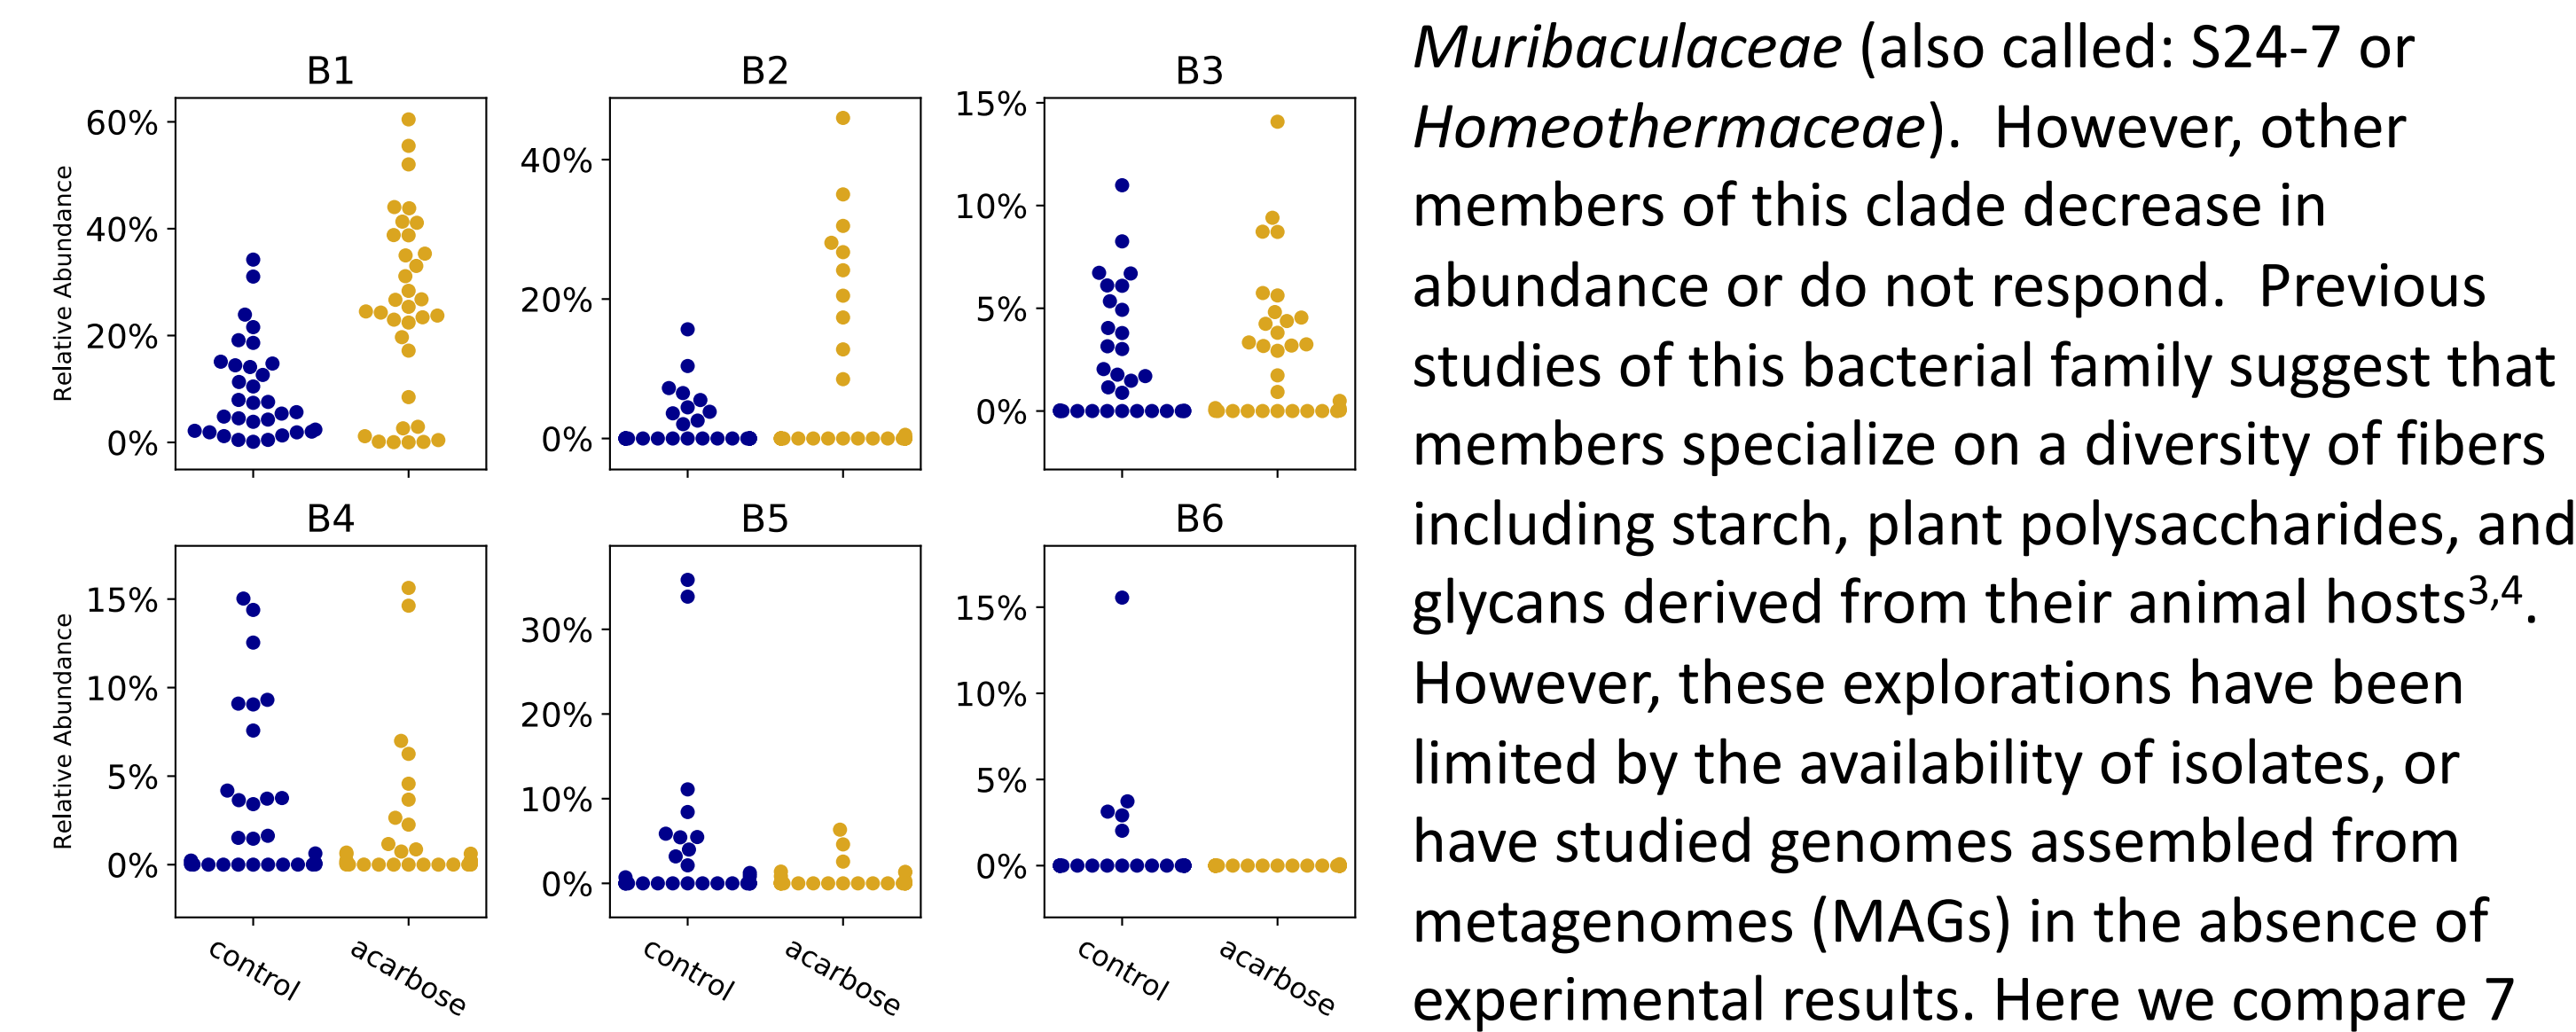 B1
B2
B3
60%
40%
20%
0%
Relative Abundance
40%
20%
0%
15%
10%
5%
0%
B4
B5
B6
15%
10%
5%
0%
Relative Abundance
30%
20%
10%
0%
15%
10%
5%
0%
control
acarbose
control
acarbose
control
acarbose
Muribaculaceae (also called: S24-7 or
Homeothermaceae).  However, other
members of this clade decrease in
abundance or do not respond.  Previous
studies of this bacterial family suggest that
members specialize on a diversity of fibers
including starch, plant polysaccharides, and
glycans derived from their animal hosts³,⁴.
However, these explorations have been
limited by the availability of isolates, or
have studied genomes assembled from
metagenomes (MAGs) in the absence of
experimental results. Here we compare 7